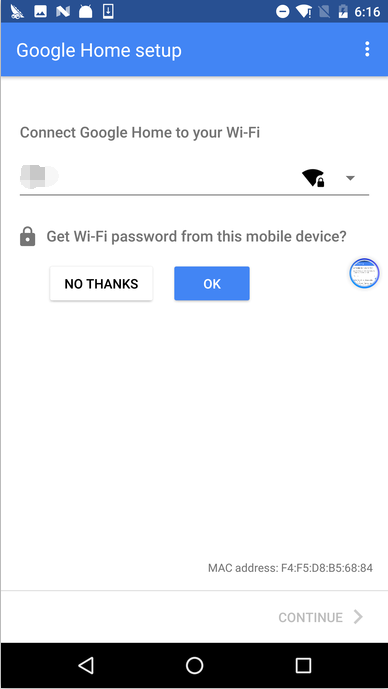 6:16
Google Home setup
Connect Google Home to your Wi-Fi
Get Wi-Fi password from this mobile device?
NO THANKS
OK
MAC address: F4:F5:D8:B5:68:84
CONTINUE